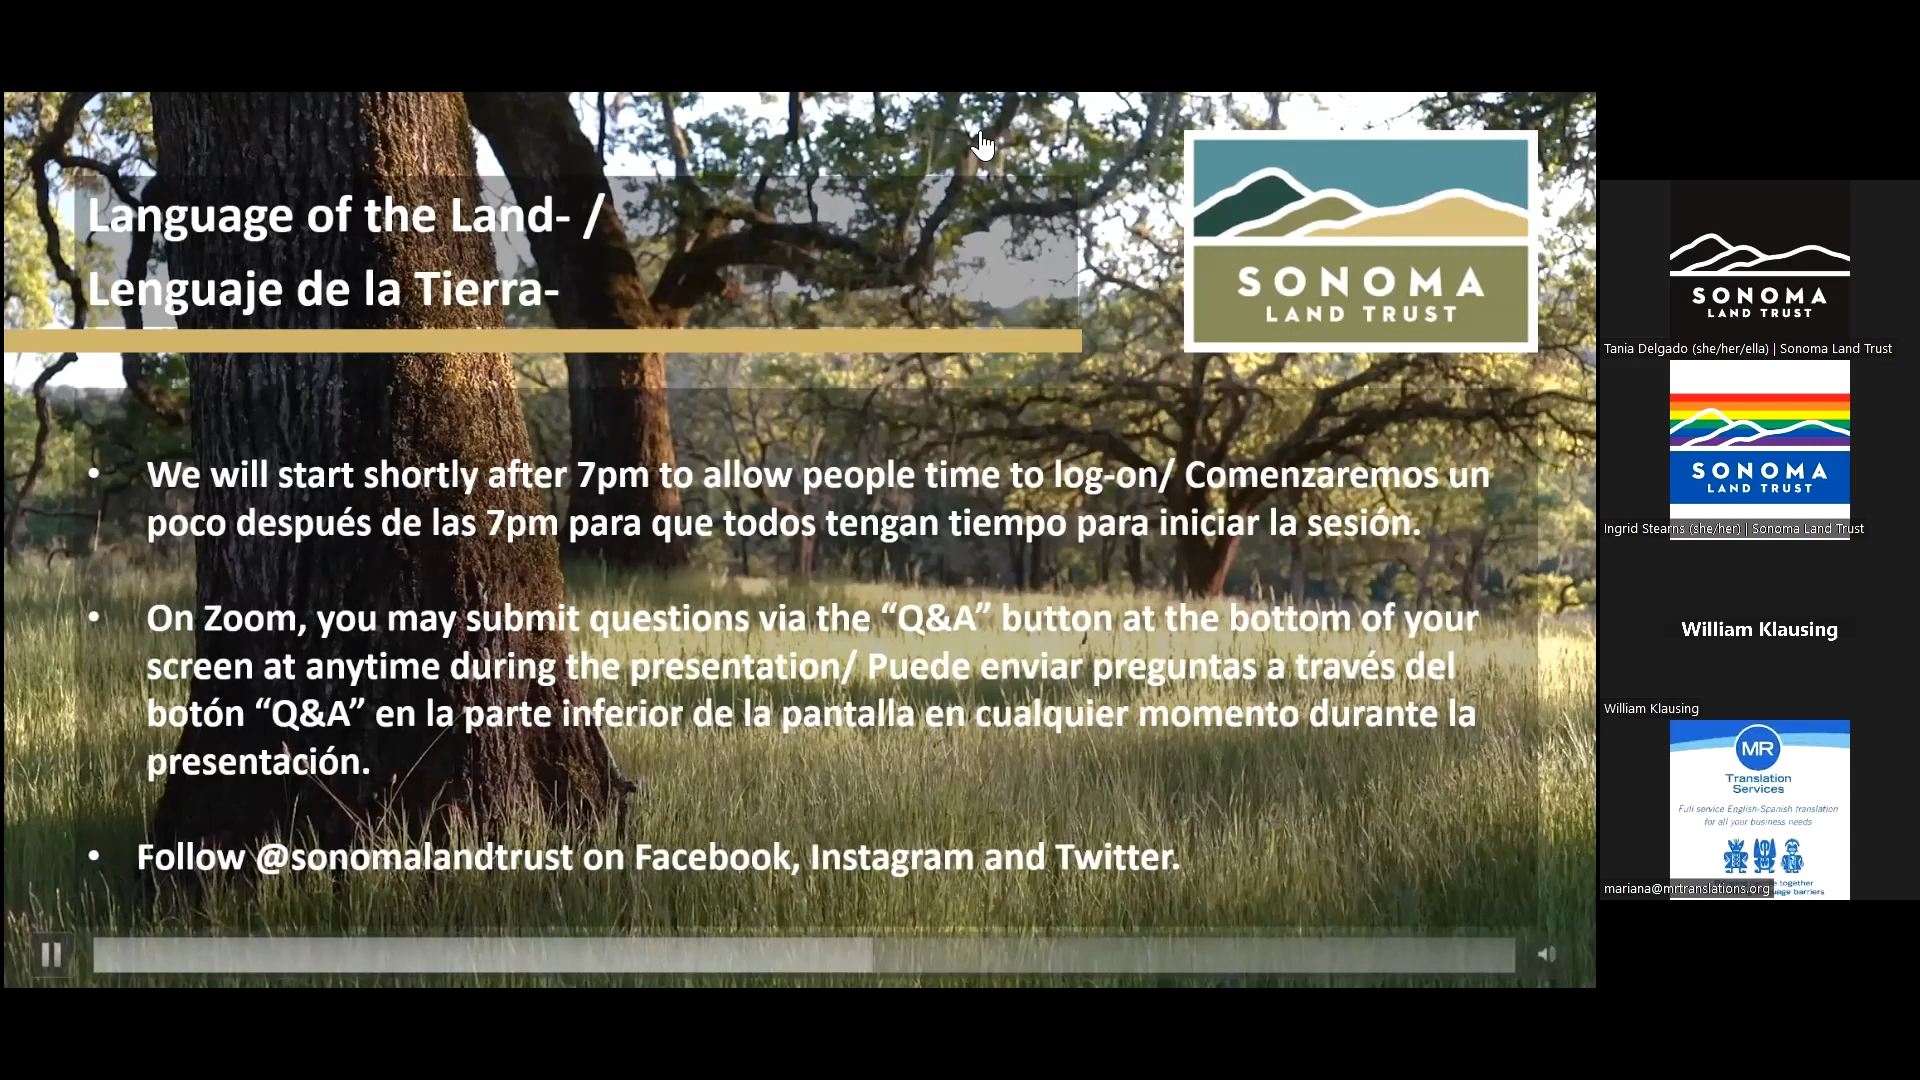 Language of the Land- /
Lenguaje de la Tierra-
SONOMA
LAND TRUST
• We will start shortly after 7pm to allow people time to log-on/ Comenzaremos un
poco después de las 7pm para que todos tengan tiempo para iniciar la sesión.
• On Zoom, you may submit questions via the “Q&A” button at the bottom of your
screen at anytime during the presentation/ Puede enviar preguntas a través del
botón “Q&A” en la parte inferior de la pantalla en cualquier momento durante la
presentación.
• Follow @sonomalandtrust on Facebook, Instagram and Twitter.
SONOMA
LAND TRUST
Tania Delgado (she/her/ella) | Sonoma Land Trust
SONOMA
LAND TRUST
Ingrid Stearns (she/her) | Sonoma Land Trust
William Klausing
William Klausing
MR
Translation
Services
Full service English-Spanish translation
for all your business needs
together
barriers
mariana@mrtranslations.org